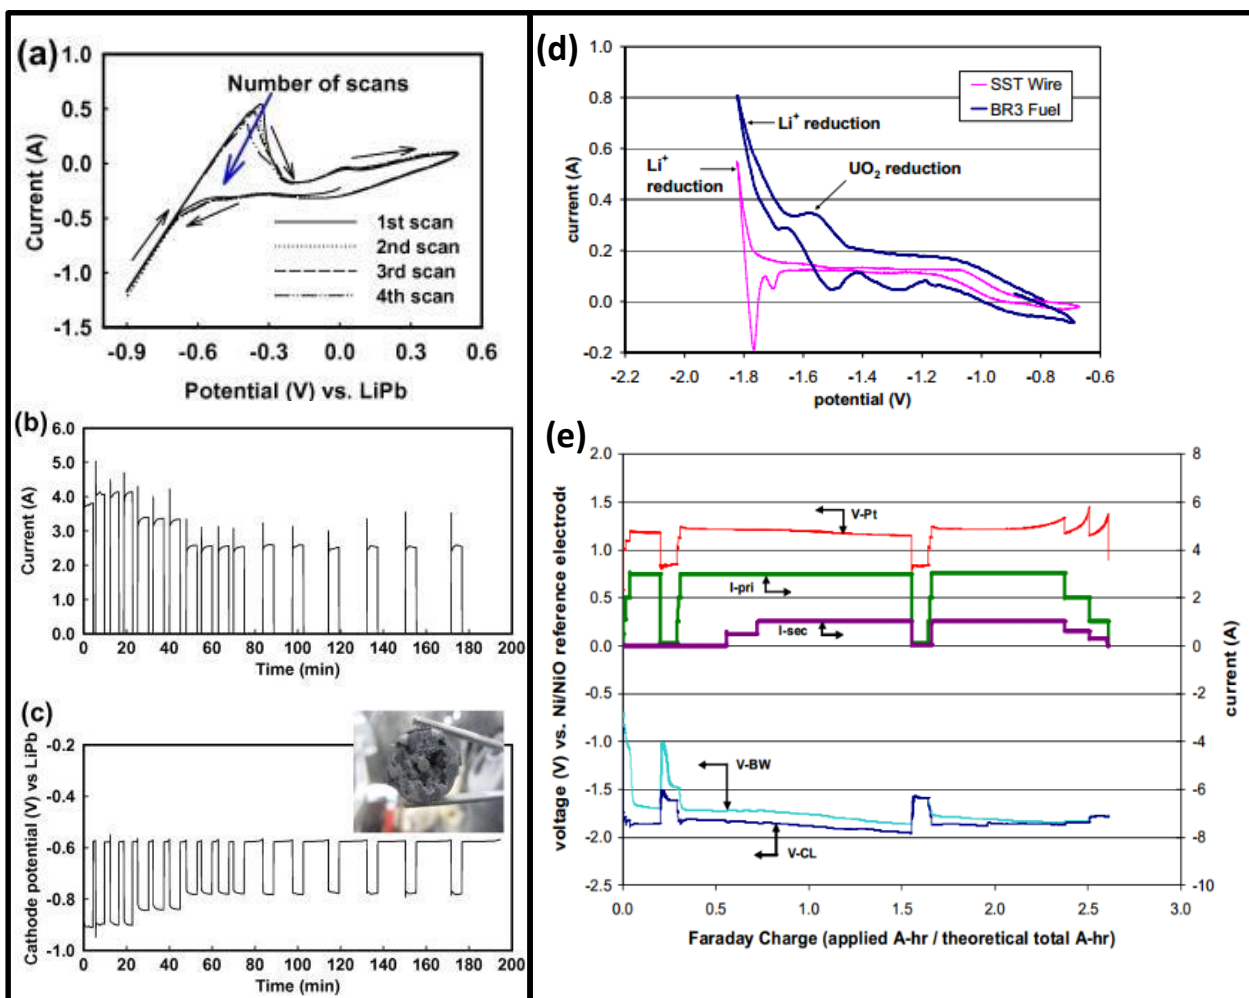 (a)
1.0
0.5
0.0
-0.5
-1.0
-1.5
Current (A)
Number of scans
1st scan
2nd scan
3rd scan
4th scan
-0.9 -0.6 -0.3 0.0 0.3 0.6
Potential (V) vs. LiPb
(b)
6.0
5.0
4.0
3.0
2.0
1.0
0.0
Current (A)
0 20 40 60 80 100 120 140 160 180 200
Time (min)
(c)
-0.2
-0.4
-0.6
-0.8
-1.0
Cathode potential (V) vs LiPb
0 20 40 60 80 100 120 140 160 180 200
Time (min)
(d)
1.0
0.8
0.6
0.4
0.2
0.0
-0.2
current (A)
SST Wire
BR3 Fuel
Li+ reduction
Li+
reduction
UO2 reduction
-2.2 -2.0 -1.8 -1.6 -1.4 -1.2 -1.0 -0.8 -0.6
potential (V)
(e)
2.0
1.5
1.0
0.5
0.0
-0.5
-1.0
-1.5
-2.0
-2.5
voltage (V) vs. Ni/NiO reference electrode
V-Pt
I-pri
I-sec
V-BW
V-CL
8
6
4
2
0
-2
-4
-6
-8
-10
current (A)
0.0 0.5 1.0 1.5 2.0 2.5 3.0
Faraday Charge (applied A-hr / theoretical total A-hr)